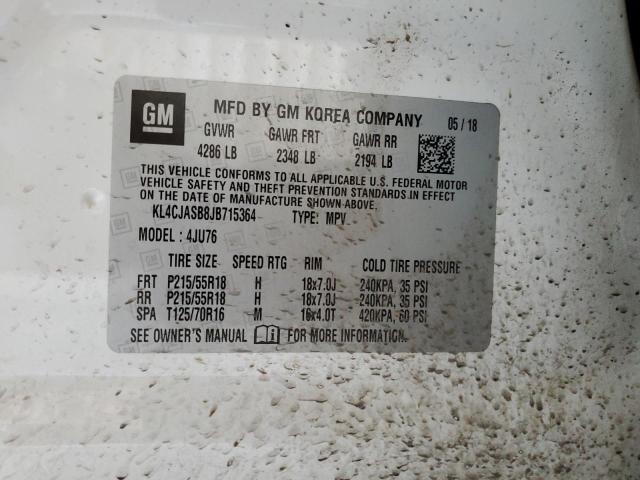 GM MFD BY GM KOREA COMPANY 05 / 18
GVWR GAWR FRT GAWR RR
4286 LB 2348 LB 2194 LB
THIS VEHICLE CONFORMS TO ALL APPLICABLE U.S. FEDERAL MOTOR
VEHICLE SAFETY AND THEFT PREVENTION STANDARDS IN EFFECT
ON THE DATE OF MANUFACTURE SHOWN ABOVE.
KL4CJASB8JB715364 TYPE: MPV
MODEL : 4JU76
TIRE SIZE SPEED RTG RIM COLD TIRE PRESSURE
FRT P215/55R18 H 18x7.0J 240KPA, 35 PSI
RR P215/55R18 H 18x7.0J 240KPA, 35 PSI
SPA T125/70R16 M 16x4.0T 420KPA, 60 PSI
SEE OWNER'S MANUAL FOR MORE INFORMATION.